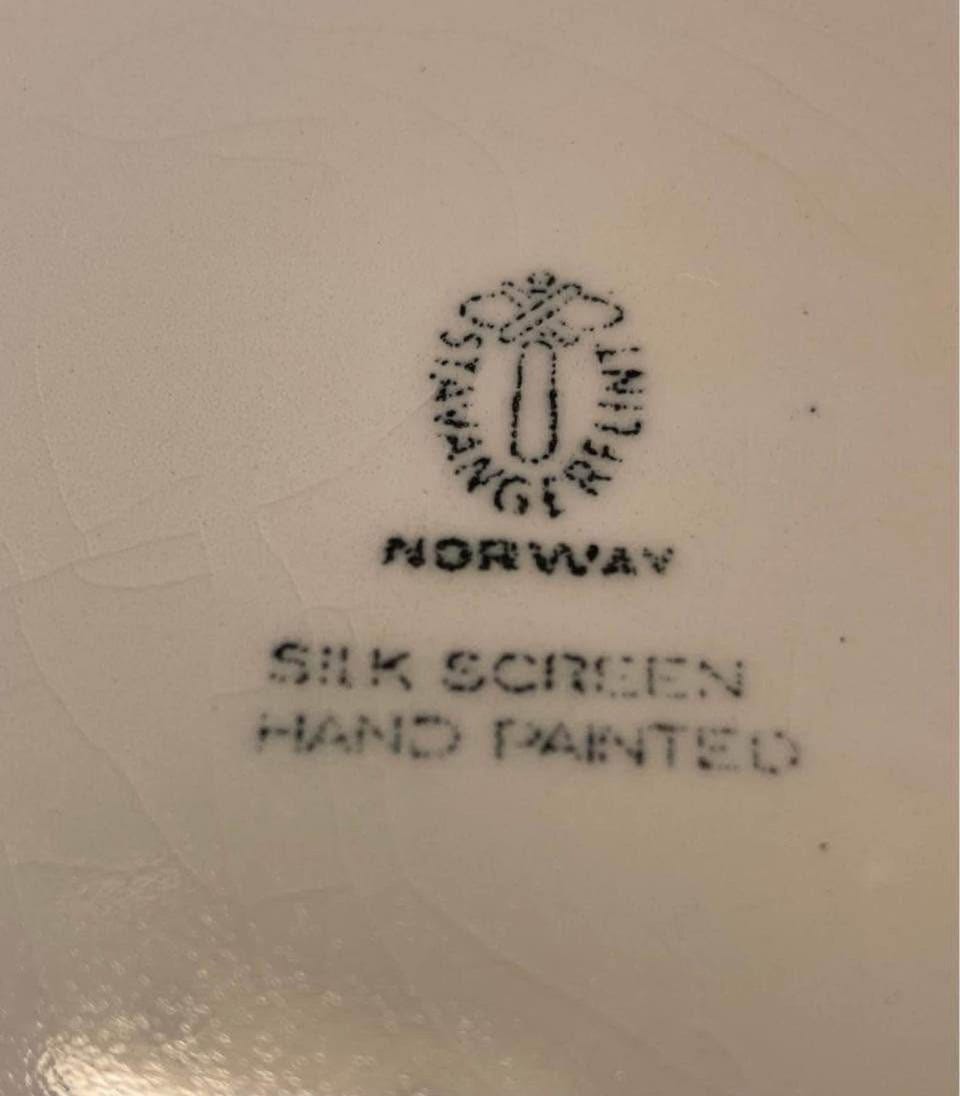 STAVANGERFLINT
NORWAY
SILK SCREEN
HAND PAINTED